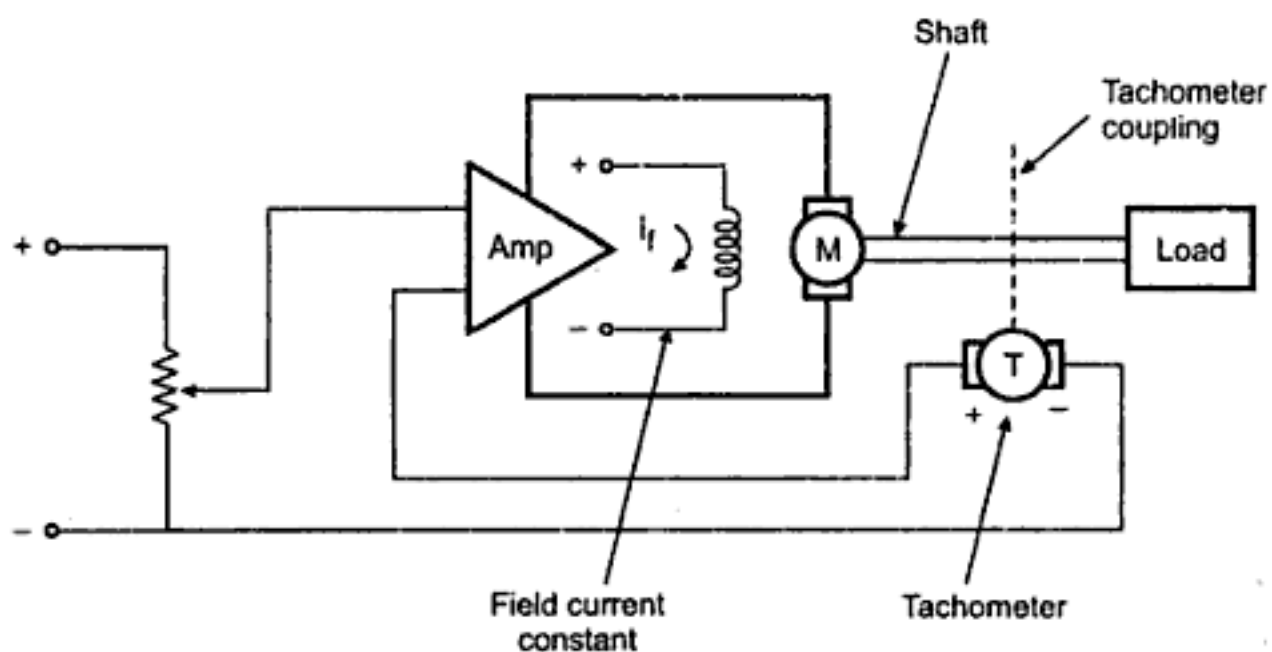 Shaft
Tachometer
coupling
+
Amp
i_f
M
Load
+
−
T
+ −
−
Field current
constant
Tachometer